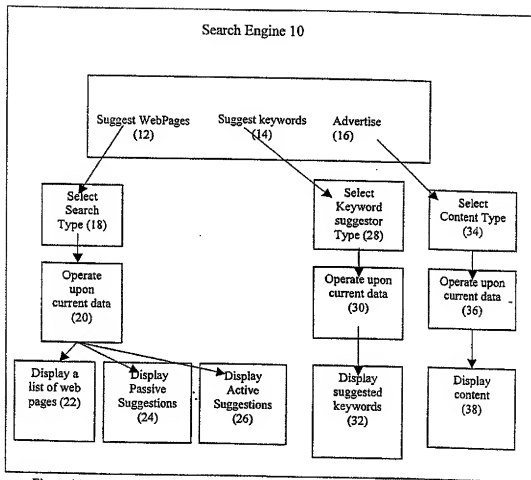 Search Engine 10
Suggest WebPages
(12)
Suggest keywords
(14)
Advertise
(16)
Select
Search
Type (18)
Select
Keyword
suggestor
Type (28)
Select
Content Type
(34)
Operate
upon
current data
(20)
Operate upon
current data
(30)
Operate upon
current data
(36)
Display a
list of web
pages (22)
Display
Passive
Suggestions
(24)
Display
Active
Suggestions
(26)
Display
suggested
keywords
(32)
Display
content
(38)